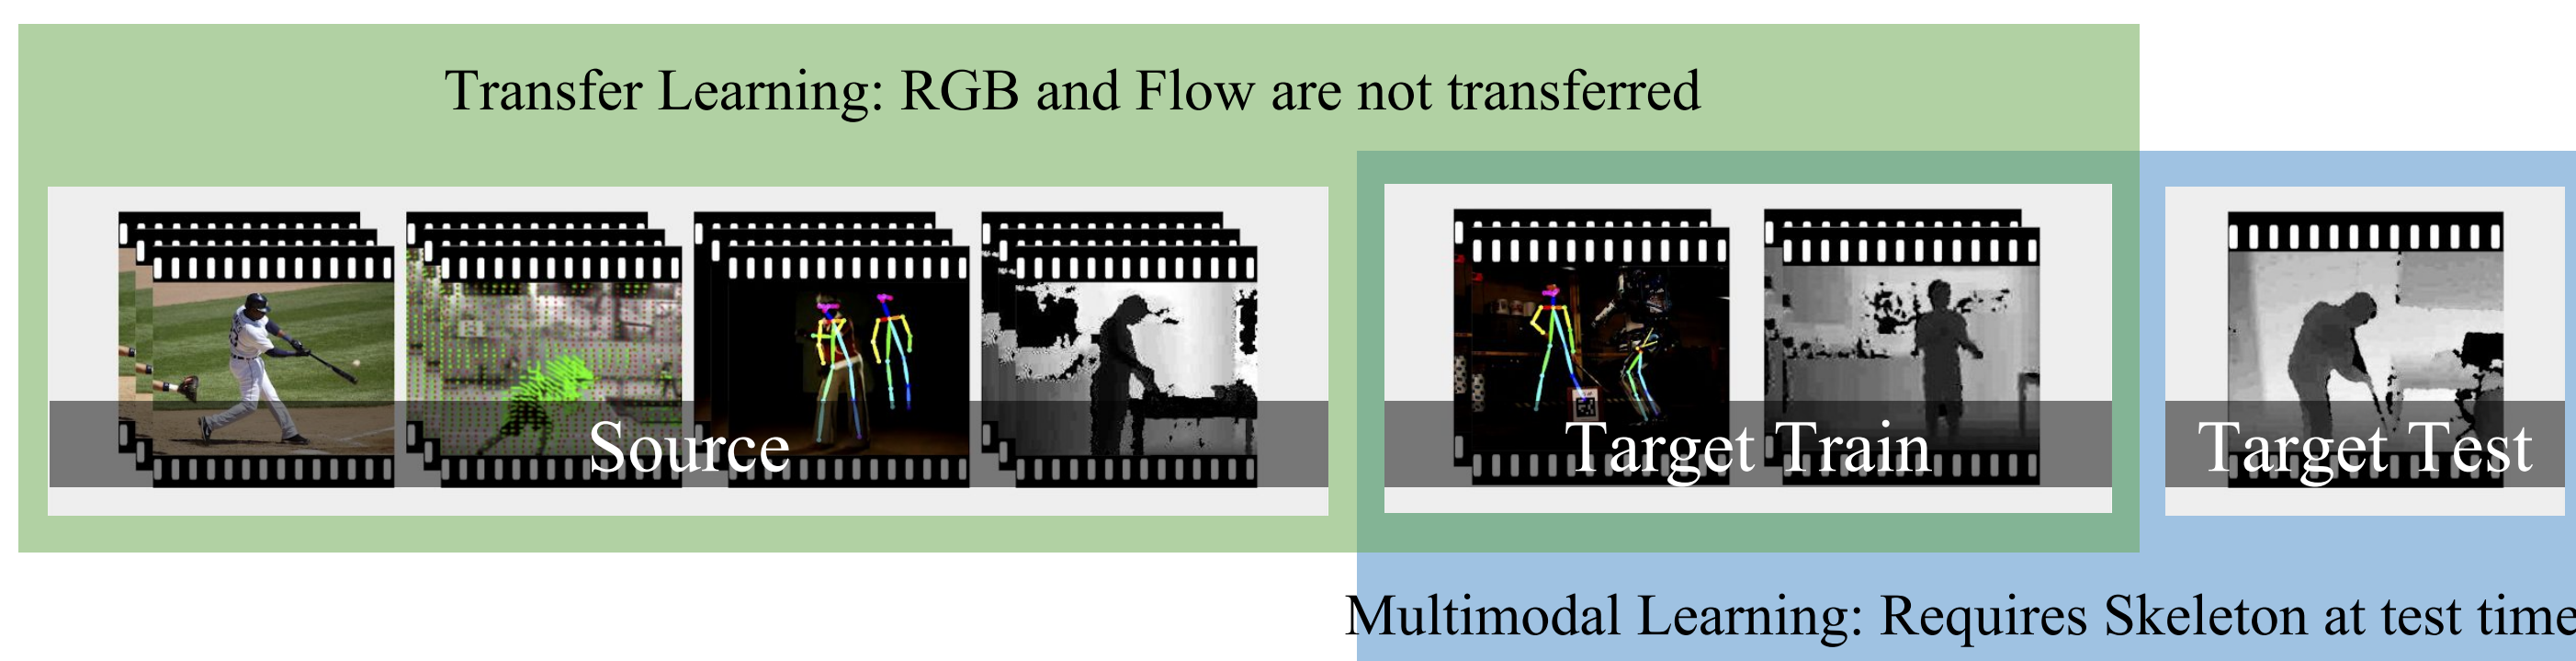 Transfer Learning: RGB and Flow are not transferred
Source
Target Train
Target Test
Multimodal Learning: Requires Skeleton at test time